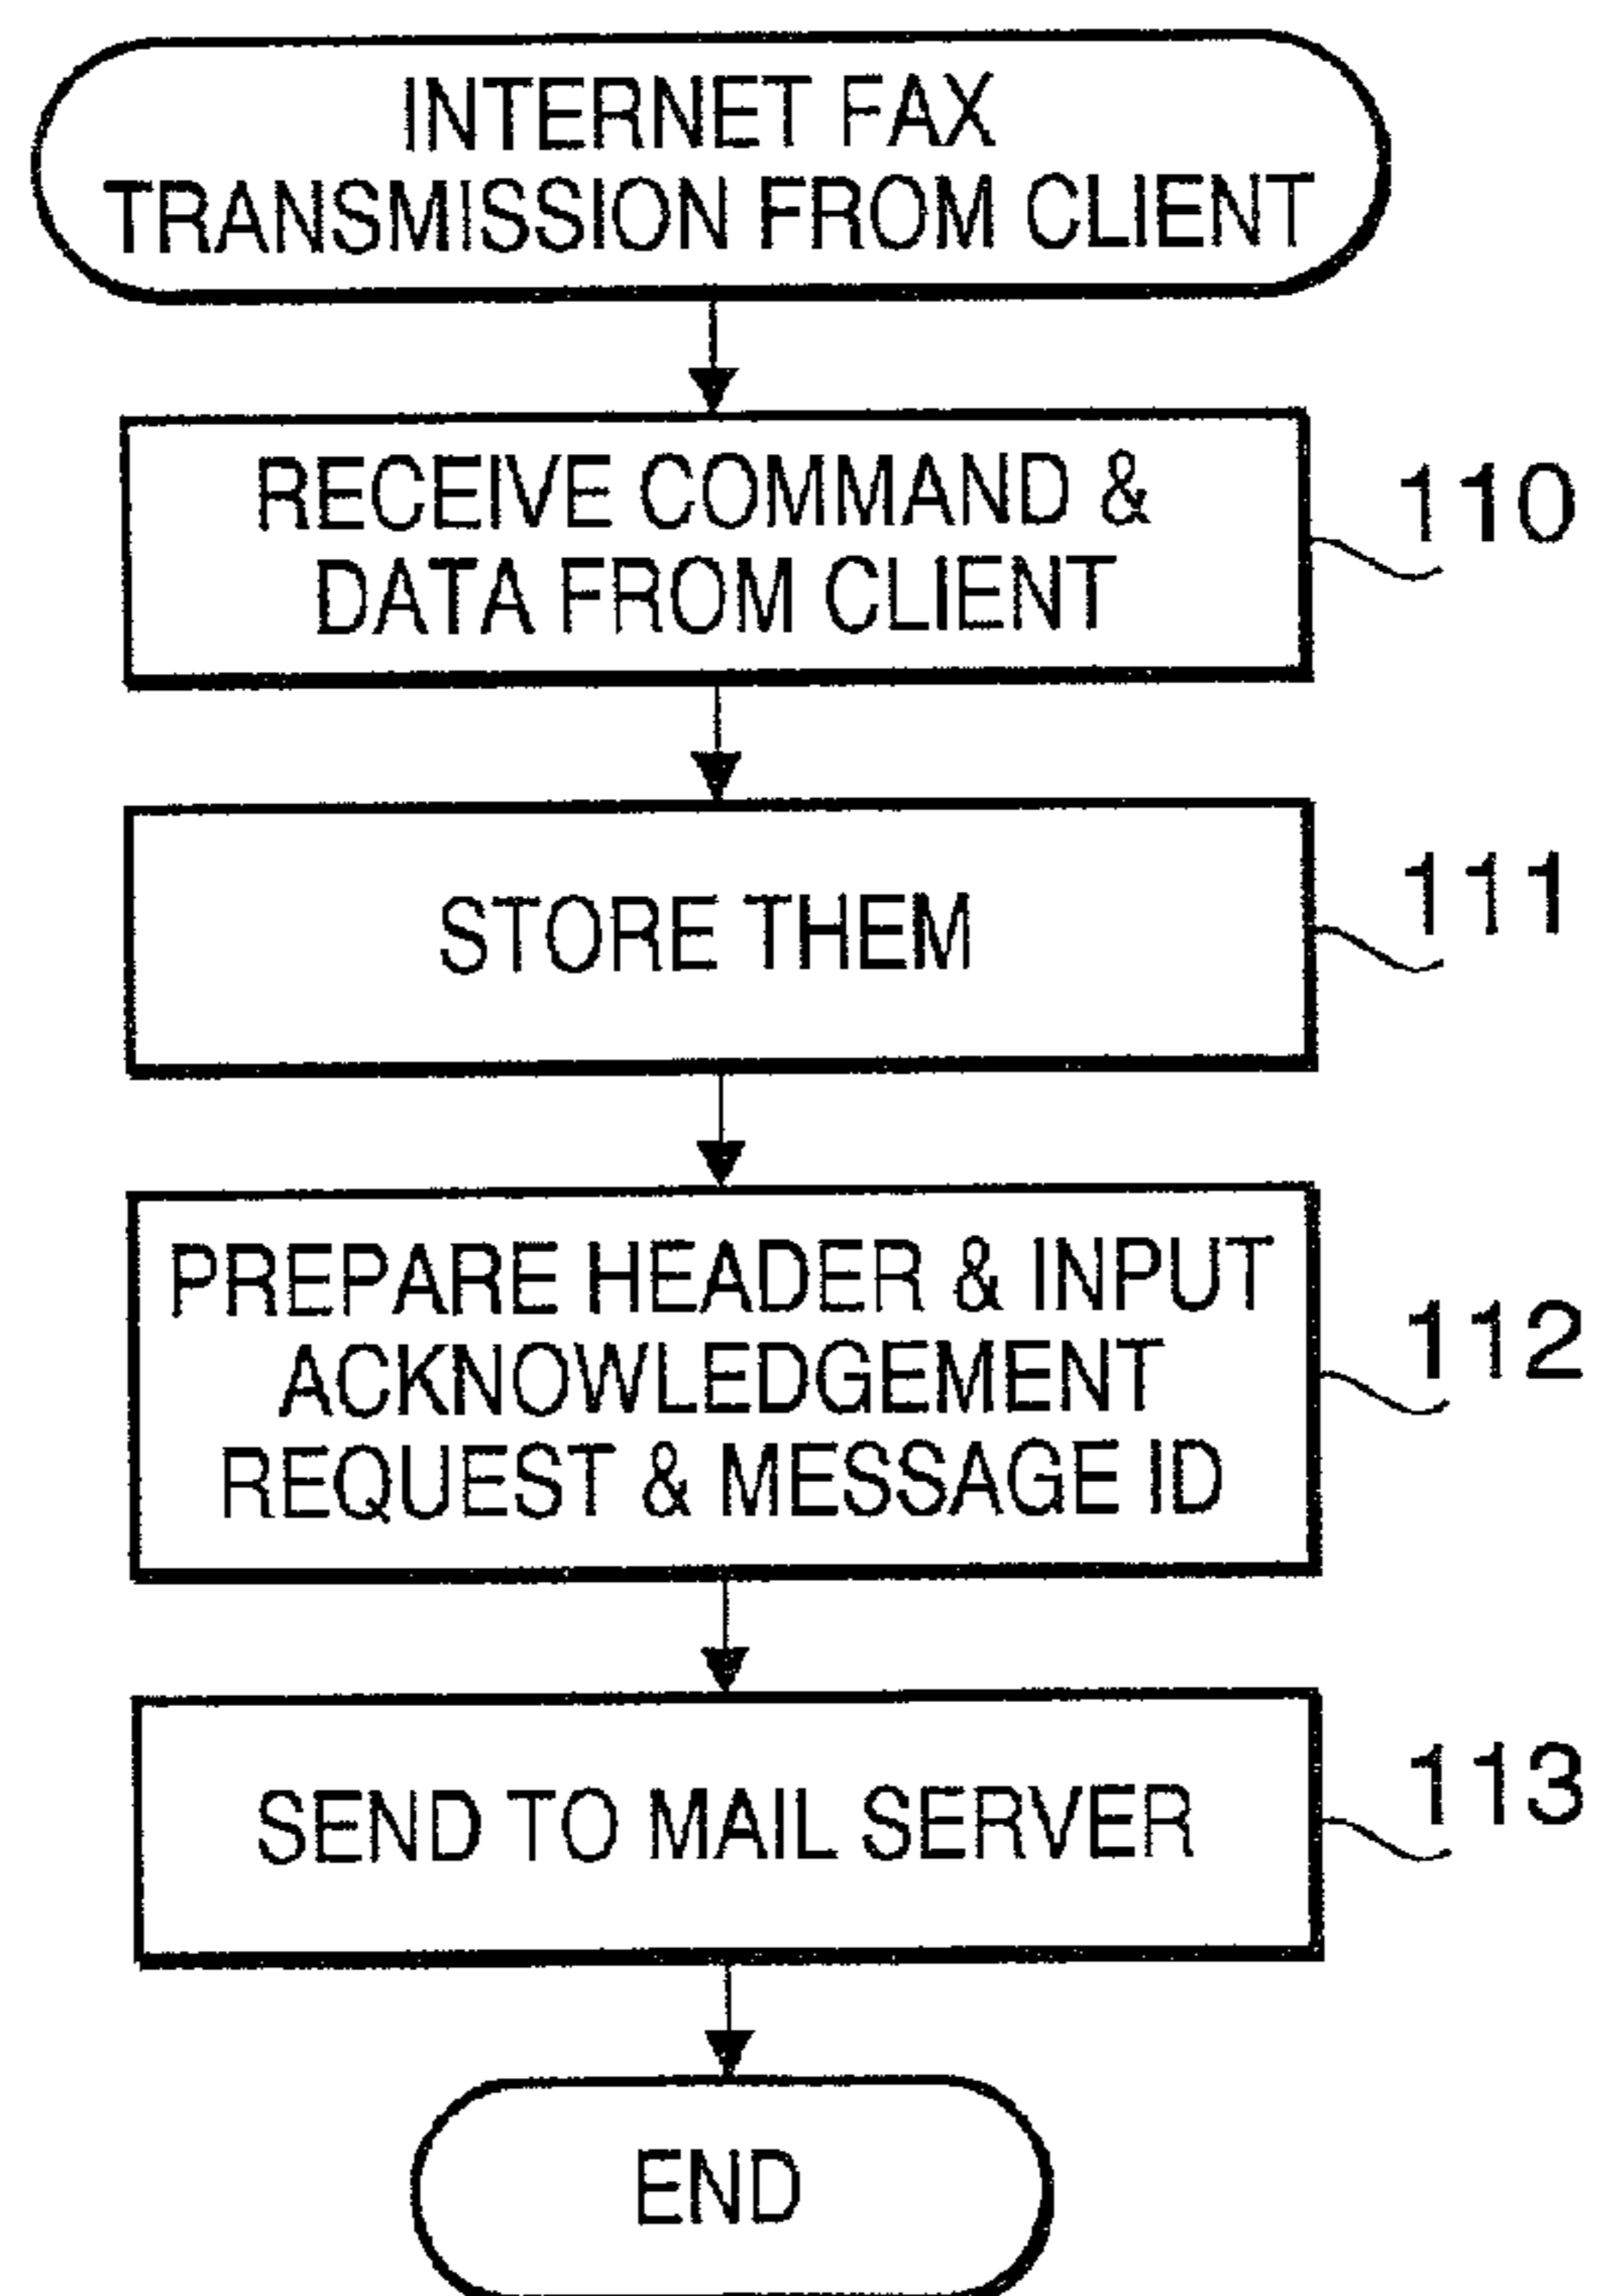 INTERNET FAX
TRANSMISSION FROM CLIENT
RECEIVE COMMAND &
DATA FROM CLIENT
110
STORE THEM
111
PREPARE HEADER & INPUT
ACKNOWLEDGEMENT
REQUEST & MESSAGE ID
112
SEND TO MAIL SERVER
113
END